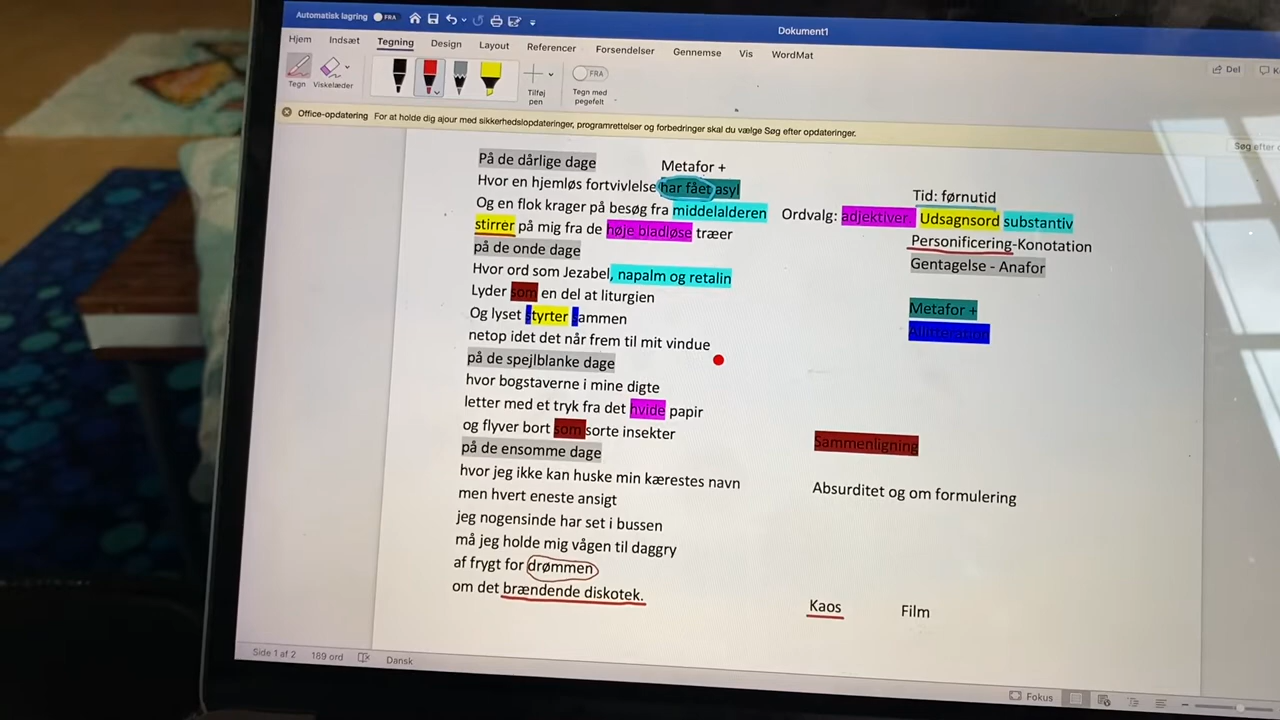 Automatisk lagring FRA
Dokument1
Hjem Indsæt Tegning Design Layout Referencer Forsendelser Gennemse Vis WordMat
Del
K
Tegn Viskelæder
Tilføj pen
FRA
Tegn med pegefelt
Office-opdatering For at holde dig ajour med sikkerhedsopdateringer, programrettelser og forbedringer skal du vælge Søg efter opdateringer.
Søg efter
På de dårlige dage Metafor +
Hvor en hjemløs fortvivlelse har fået asyl
Tid: førnutid
Og en flok krager på besøg fra middelalderen Ordvalg: adjektiver Udsagnsord substantiv
stirrer på mig fra de høje bladløse træer
Personificering-Konotation
på de onde dage
Gentagelse - Anafor
Hvor ord som Jezabel, napalm og retalin
Lyder som en del at liturgien
Metafor +
Og lyset styrter sammen
Allitteration
netop idet det når frem til mit vindue
på de spejlblanke dage
hvor bogstaverne i mine digte
letter med et tryk fra det hvide papir
og flyver bort som sorte insekter
Sammenligning
på de ensomme dage
hvor jeg ikke kan huske min kærestes navn
Absurditet og om formulering
men hvert eneste ansigt
jeg nogensinde har set i bussen
må jeg holde mig vågen til daggry
af frygt for drømmen
om det brændende diskotek.
Kaos Film
Side 1 af 2 189 ord Dansk
Fokus